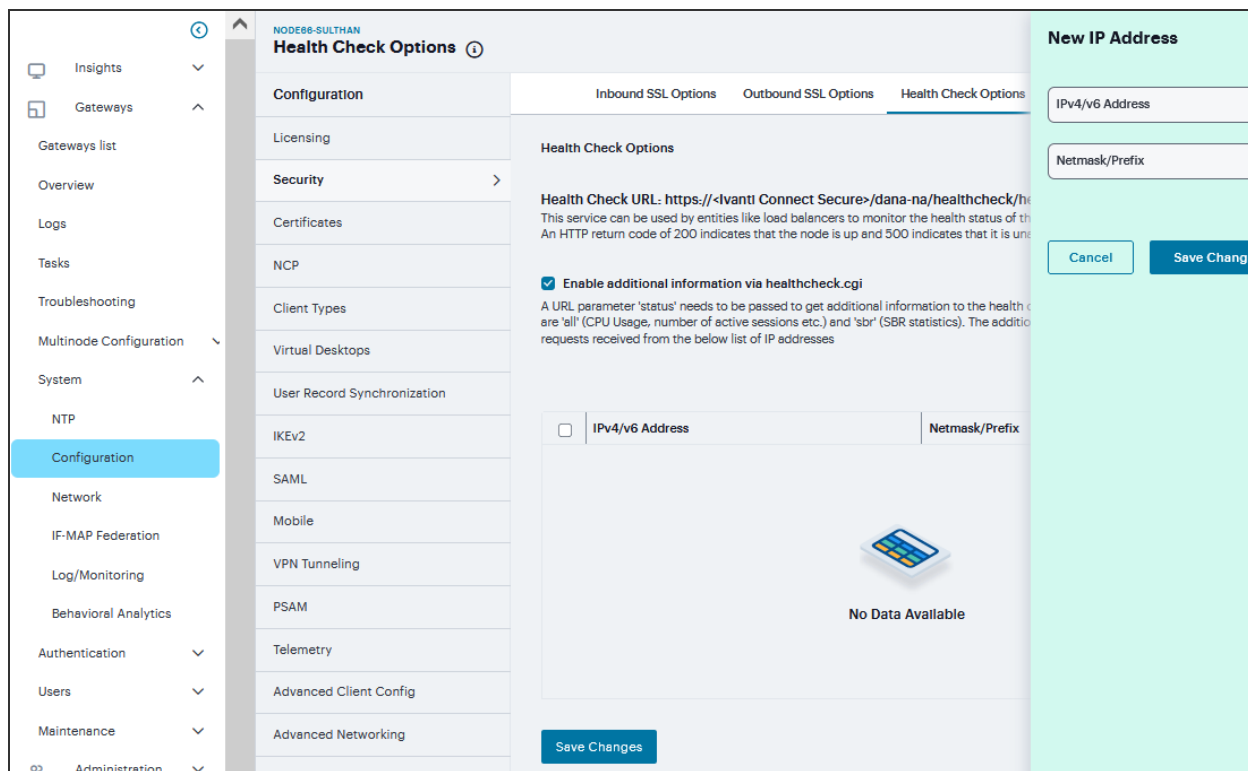 Insights
Gateways
Gateways list
Overview
Logs
Tasks
Troubleshooting
Multinode Configuration
System
NTP
Configuration
Network
IF-MAP Federation
Log/Monitoring
Behavioral Analytics
Authentication
Users
Maintenance
Administration
NODE66-SULTHAN
Health Check Options
Configuration
Licensing
Security
Certificates
NCP
Client Types
Virtual Desktops
User Record Synchronization
IKEv2
SAML
Mobile
VPN Tunneling
PSAM
Telemetry
Advanced Client Config
Advanced Networking
Inbound SSL Options Outbound SSL Options Health Check Options
Health Check Options
Health Check URL: https://<Ivanti Connect Secure>/dana-na/healthcheck/he
This service can be used by entities like load balancers to monitor the health status of th
An HTTP return code of 200 indicates that the node is up and 500 indicates that it is una
Enable additional information via healthcheck.cgi
A URL parameter 'status' needs to be passed to get additional information to the health c
are 'all' (CPU Usage, number of active sessions etc.) and 'sbr' (SBR statistics). The additio
requests received from the below list of IP addresses
IPv4/v6 Address Netmask/Prefix
No Data Available
Save Changes
New IP Address
IPv4/v6 Address
Netmask/Prefix
Cancel Save Chang